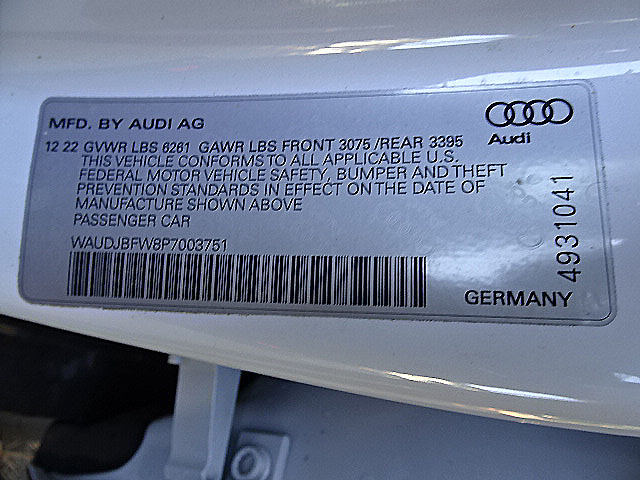 MFD. BY AUDI AG
Audi
12 22 GVWR LBS 6261 GAWR LBS FRONT 3075 /REAR 3395
THIS VEHICLE CONFORMS TO ALL APPLICABLE U.S.
FEDERAL MOTOR VEHICLE SAFETY, BUMPER AND THEFT
PREVENTION STANDARDS IN EFFECT ON THE DATE OF
MANUFACTURE SHOWN ABOVE
PASSENGER CAR
WAUDJBFW8P7003751
GERMANY
4931041